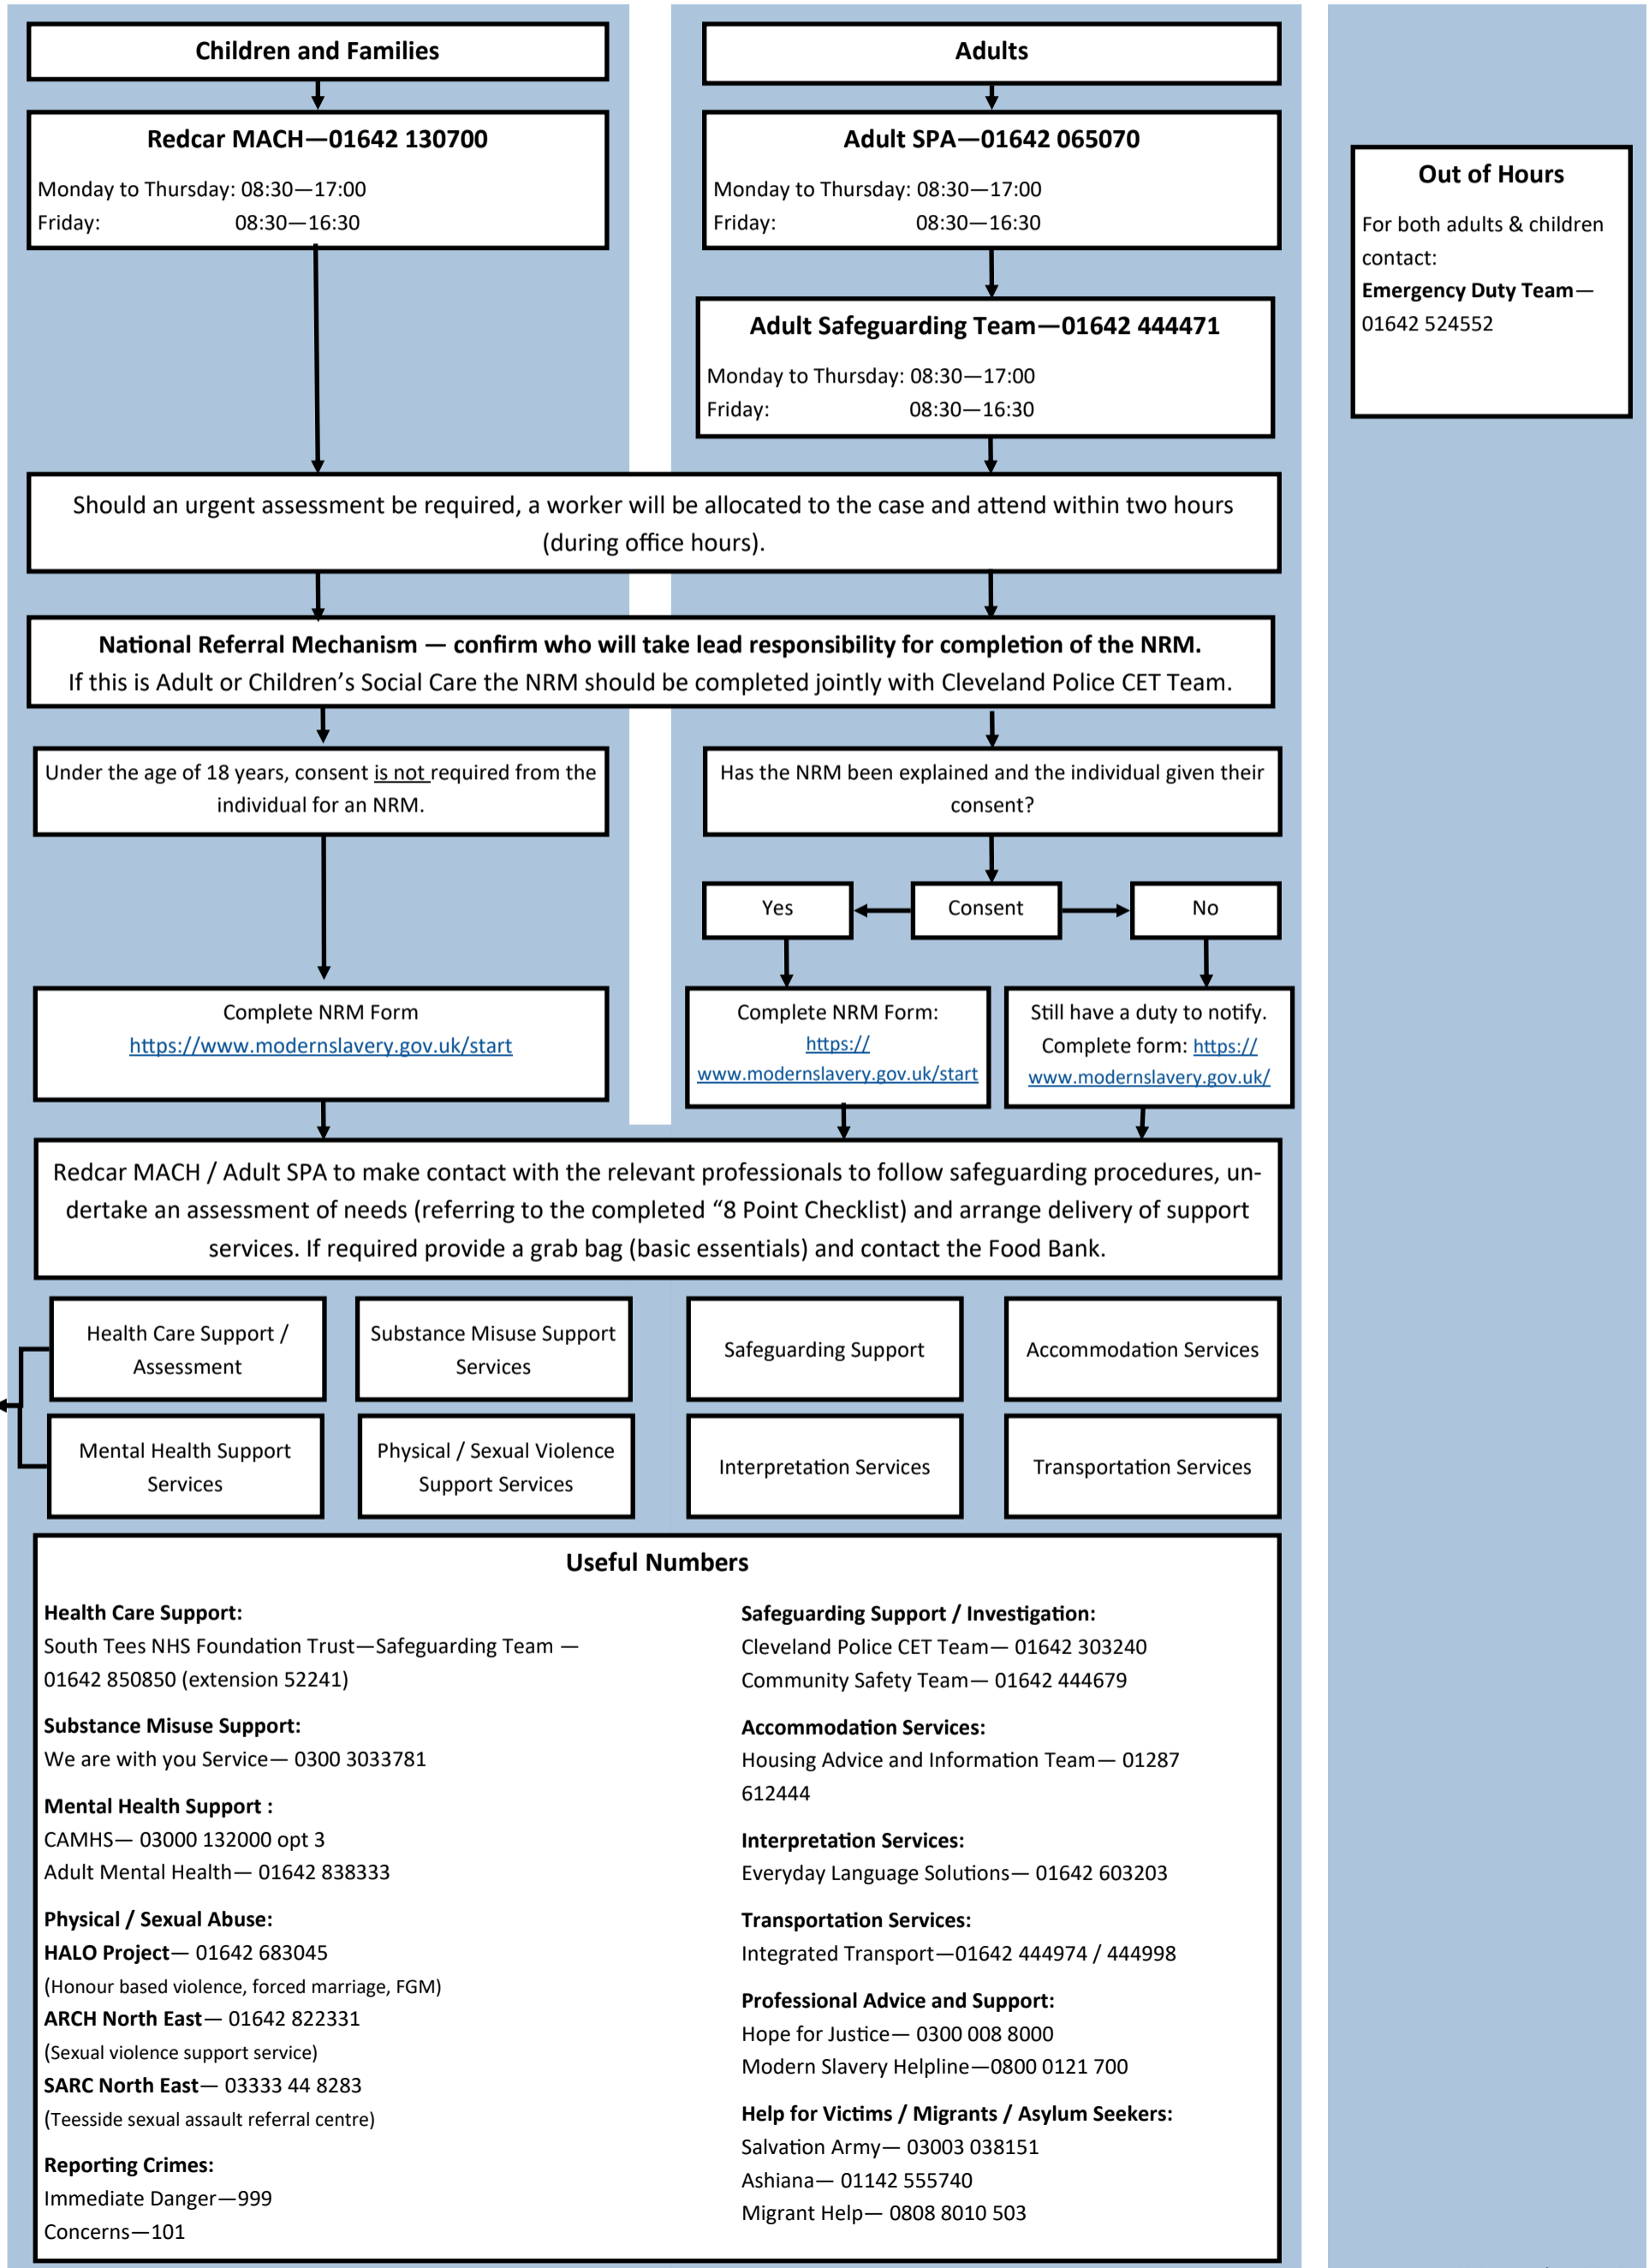 Children and Families
Redcar MACH—01642 130700
Monday to Thursday: 08:30—17:00
Friday: 08:30—16:30
Adults
Adult SPA—01642 065070
Monday to Thursday: 08:30—17:00
Friday: 08:30—16:30
Adult Safeguarding Team—01642 444471
Monday to Thursday: 08:30—17:00
Friday: 08:30—16:30
Out of Hours
For both adults & children
contact:
Emergency Duty Team—
01642 524552
Should an urgent assessment be required, a worker will be allocated to the case and attend within two hours
(during office hours).
National Referral Mechanism — confirm who will take lead responsibility for completion of the NRM.
If this is Adult or Children’s Social Care the NRM should be completed jointly with Cleveland Police CET Team.
Under the age of 18 years, consent is not required from the
individual for an NRM.
Has the NRM been explained and the individual given their
consent?
Yes
Consent
No
Complete NRM Form
https://www.modernslavery.gov.uk/start
Complete NRM Form:
https://
www.modernslavery.gov.uk/start
Still have a duty to notify.
Complete form: https://
www.modernslavery.gov.uk/
Redcar MACH / Adult SPA to make contact with the relevant professionals to follow safeguarding procedures, un-
dertake an assessment of needs (referring to the completed “8 Point Checklist) and arrange delivery of support
services. If required provide a grab bag (basic essentials) and contact the Food Bank.
Health Care Support /
Assessment
Substance Misuse Support
Services
Safeguarding Support
Accommodation Services
Mental Health Support
Services
Physical / Sexual Violence
Support Services
Interpretation Services
Transportation Services
Useful Numbers
Health Care Support:
South Tees NHS Foundation Trust—Safeguarding Team —
01642 850850 (extension 52241)
Substance Misuse Support:
We are with you Service— 0300 3033781
Mental Health Support :
CAMHS— 03000 132000 opt 3
Adult Mental Health— 01642 838333
Physical / Sexual Abuse:
HALO Project— 01642 683045
(Honour based violence, forced marriage, FGM)
ARCH North East— 01642 822331
(Sexual violence support service)
SARC North East— 03333 44 8283
(Teesside sexual assault referral centre)
Reporting Crimes:
Immediate Danger—999
Concerns—101
Safeguarding Support / Investigation:
Cleveland Police CET Team— 01642 303240
Community Safety Team— 01642 444679
Accommodation Services:
Housing Advice and Information Team— 01287
612444
Interpretation Services:
Everyday Language Solutions— 01642 603203
Transportation Services:
Integrated Transport—01642 444974 / 444998
Professional Advice and Support:
Hope for Justice— 0300 008 8000
Modern Slavery Helpline—0800 0121 700
Help for Victims / Migrants / Asylum Seekers:
Salvation Army— 03003 038151
Ashiana— 01142 555740
Migrant Help— 0808 8010 503